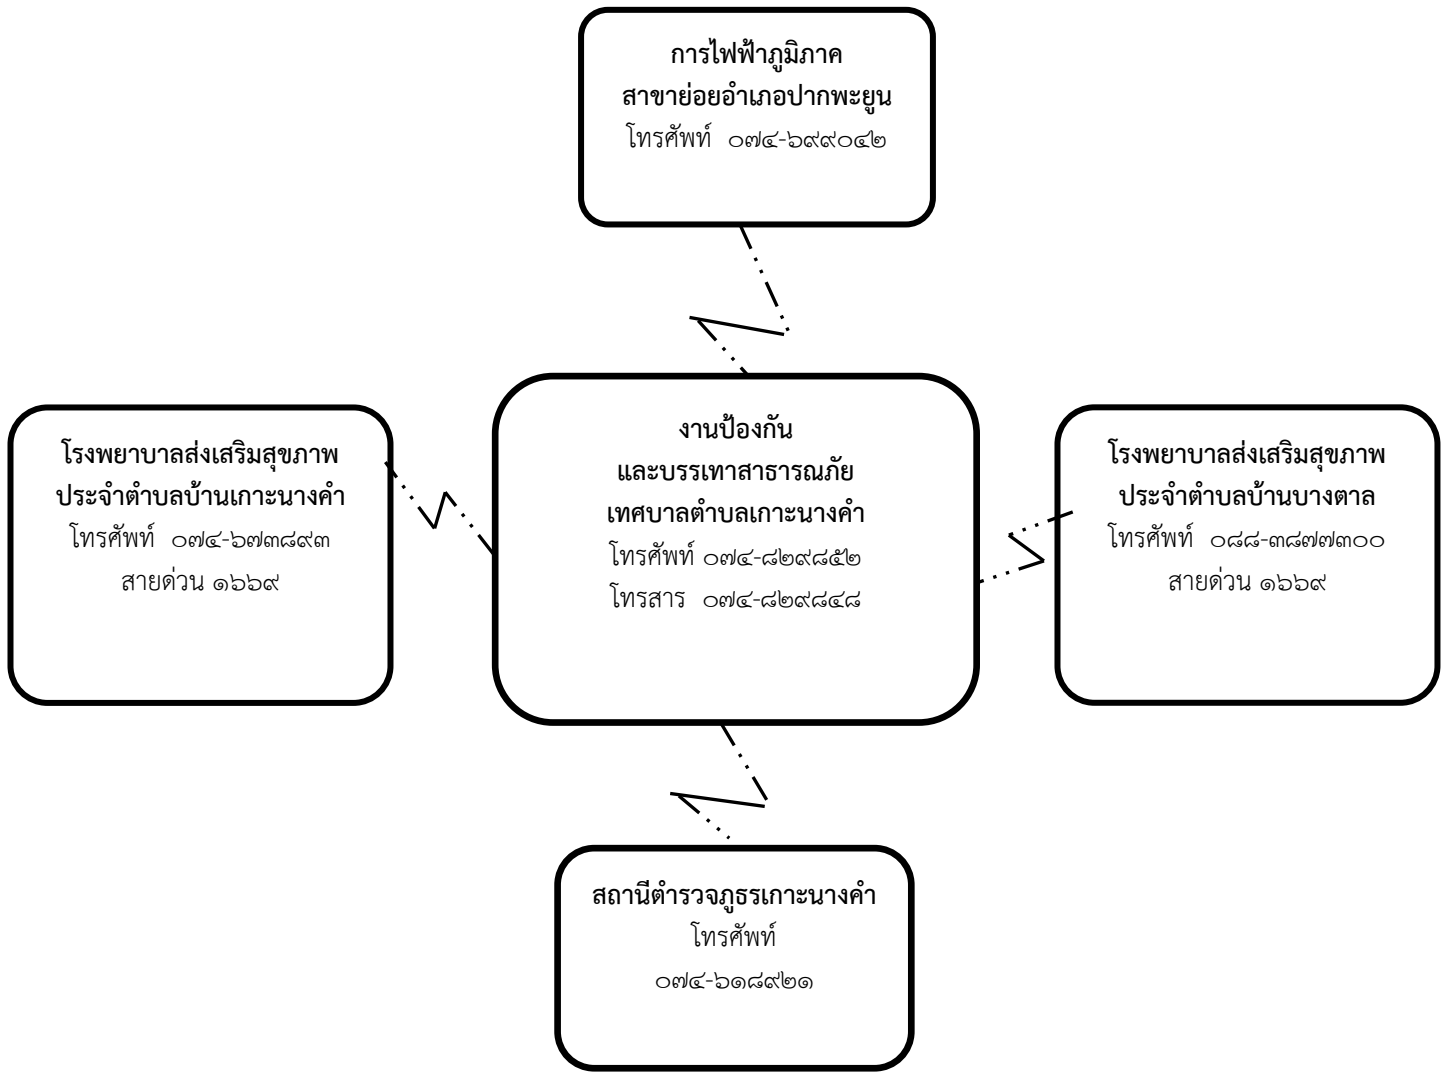 การไฟฟ้าภูมิภาค
สาขาย่อยอำเภอปากพะยูน
โทรศัพท์ ๐๗๔-๖๙๙๐๔๒
โรงพยาบาลส่งเสริมสุขภาพ
ประจำตำบลบ้านเกาะนางคำ
โทรศัพท์ ๐๗๔-๖๗๓๘๙๓
สายด่วน ๑๖๖๙
งานป้องกัน
และบรรเทาสาธารณภัย
เทศบาลตำบลเกาะนางคำ
โทรศัพท์ ๐๗๔-๘๒๙๘๕๒
โทรสาร ๐๗๔-๘๒๙๘๔๘
โรงพยาบาลส่งเสริมสุขภาพ
ประจำตำบลบ้านบางตาล
โทรศัพท์ ๐๘๘-๓๘๗๗๓๐๐
สายด่วน ๑๖๖๙
สถานีตำรวจภูธรเกาะนางคำ
โทรศัพท์
๐๗๔-๖๑๘๙๒๑